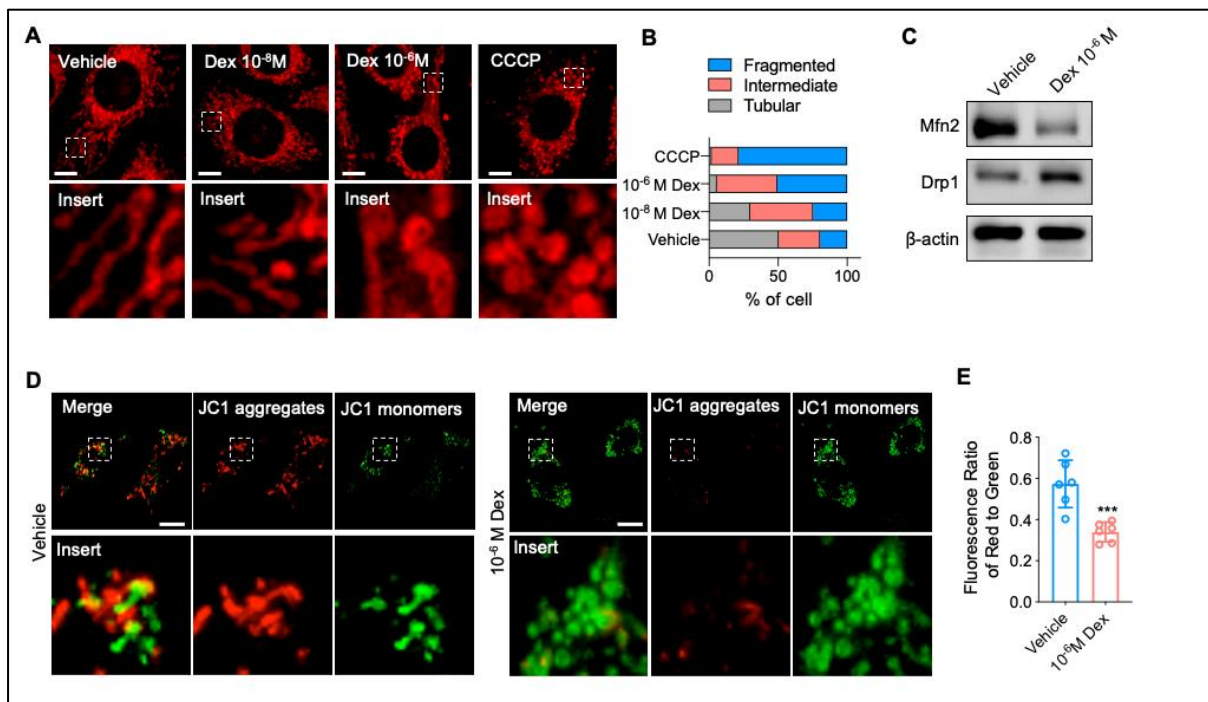 A
Vehicle
Dex 10⁻⁸M
Dex 10⁻⁶M
CCCP
Insert
Insert
Insert
Insert
B
Fragmented
Intermediate
Tubular
CCCP
10⁻⁶ M Dex
10⁻⁸ M Dex
Vehicle
0 50 100
% of cell
C
Vehicle
Dex 10⁻⁶ M
Mfn2
Drp1
β-actin
D
Vehicle
Merge
JC1 aggregates
JC1 monomers
Insert
10⁻⁶ M Dex
Merge
JC1 aggregates
JC1 monomers
Insert
E
Fluorescence Ratio
of Red to Green
0.8
0.6
0.4
0.2
0.0
***
Vehicle
10⁻⁶M Dex